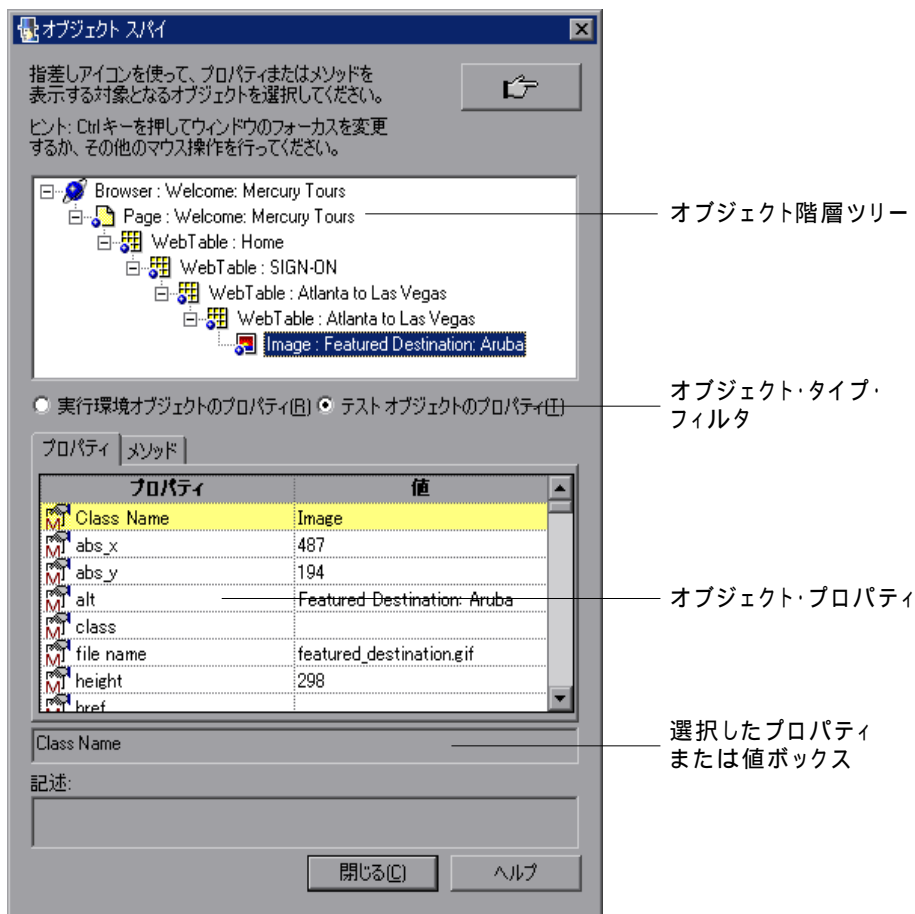 オブジェクト スパイ
指差しアイコンを使って、プロパティまたはメソッドを
表示する対象となるオブジェクトを選択してください。
ヒント: Ctrlキーを押してウィンドウのフォーカスを変更
するか、その他のマウス操作を行ってください。
Browser : Welcome: Mercury Tours
Page : Welcome: Mercury Tours
オブジェクト階層ツリー
WebTable : Home
WebTable : SIGN-ON
WebTable : Atlanta to Las Vegas
WebTable : Atlanta to Las Vegas
Image : Featured Destination: Aruba
実行環境オブジェクトのプロパティ(R) テスト オブジェクトのプロパティ(T)
オブジェクト・タイプ・
フィルタ
プロパティ メソッド
プロパティ 値
Class Name Image
abs_x 487
abs_y 194
alt Featured Destination: Aruba
オブジェクト・プロパティ
class
file name featured_destination.gif
height 298
href
選択したプロパティ
または値ボックス
Class Name
記述:
閉じる(C) ヘルプ